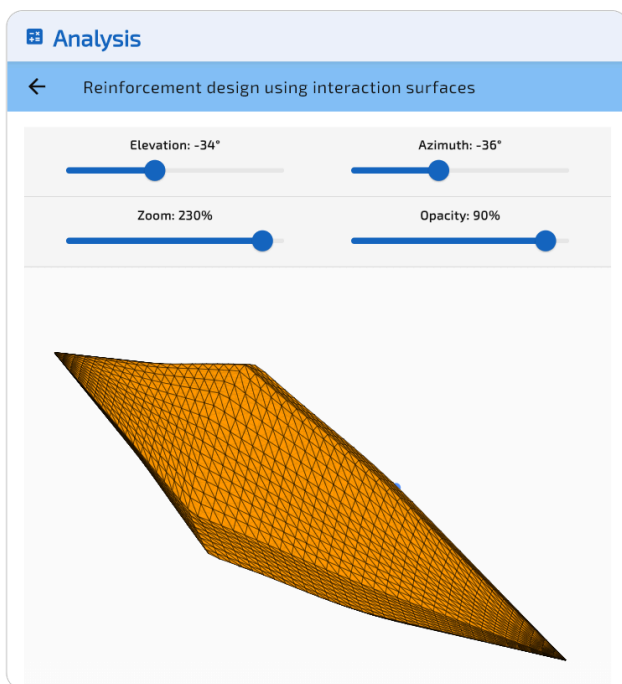 Analysis
Reinforcement design using interaction surfaces
Elevation: -34°
Azimuth: -36°
Zoom: 230%
Opacity: 90%